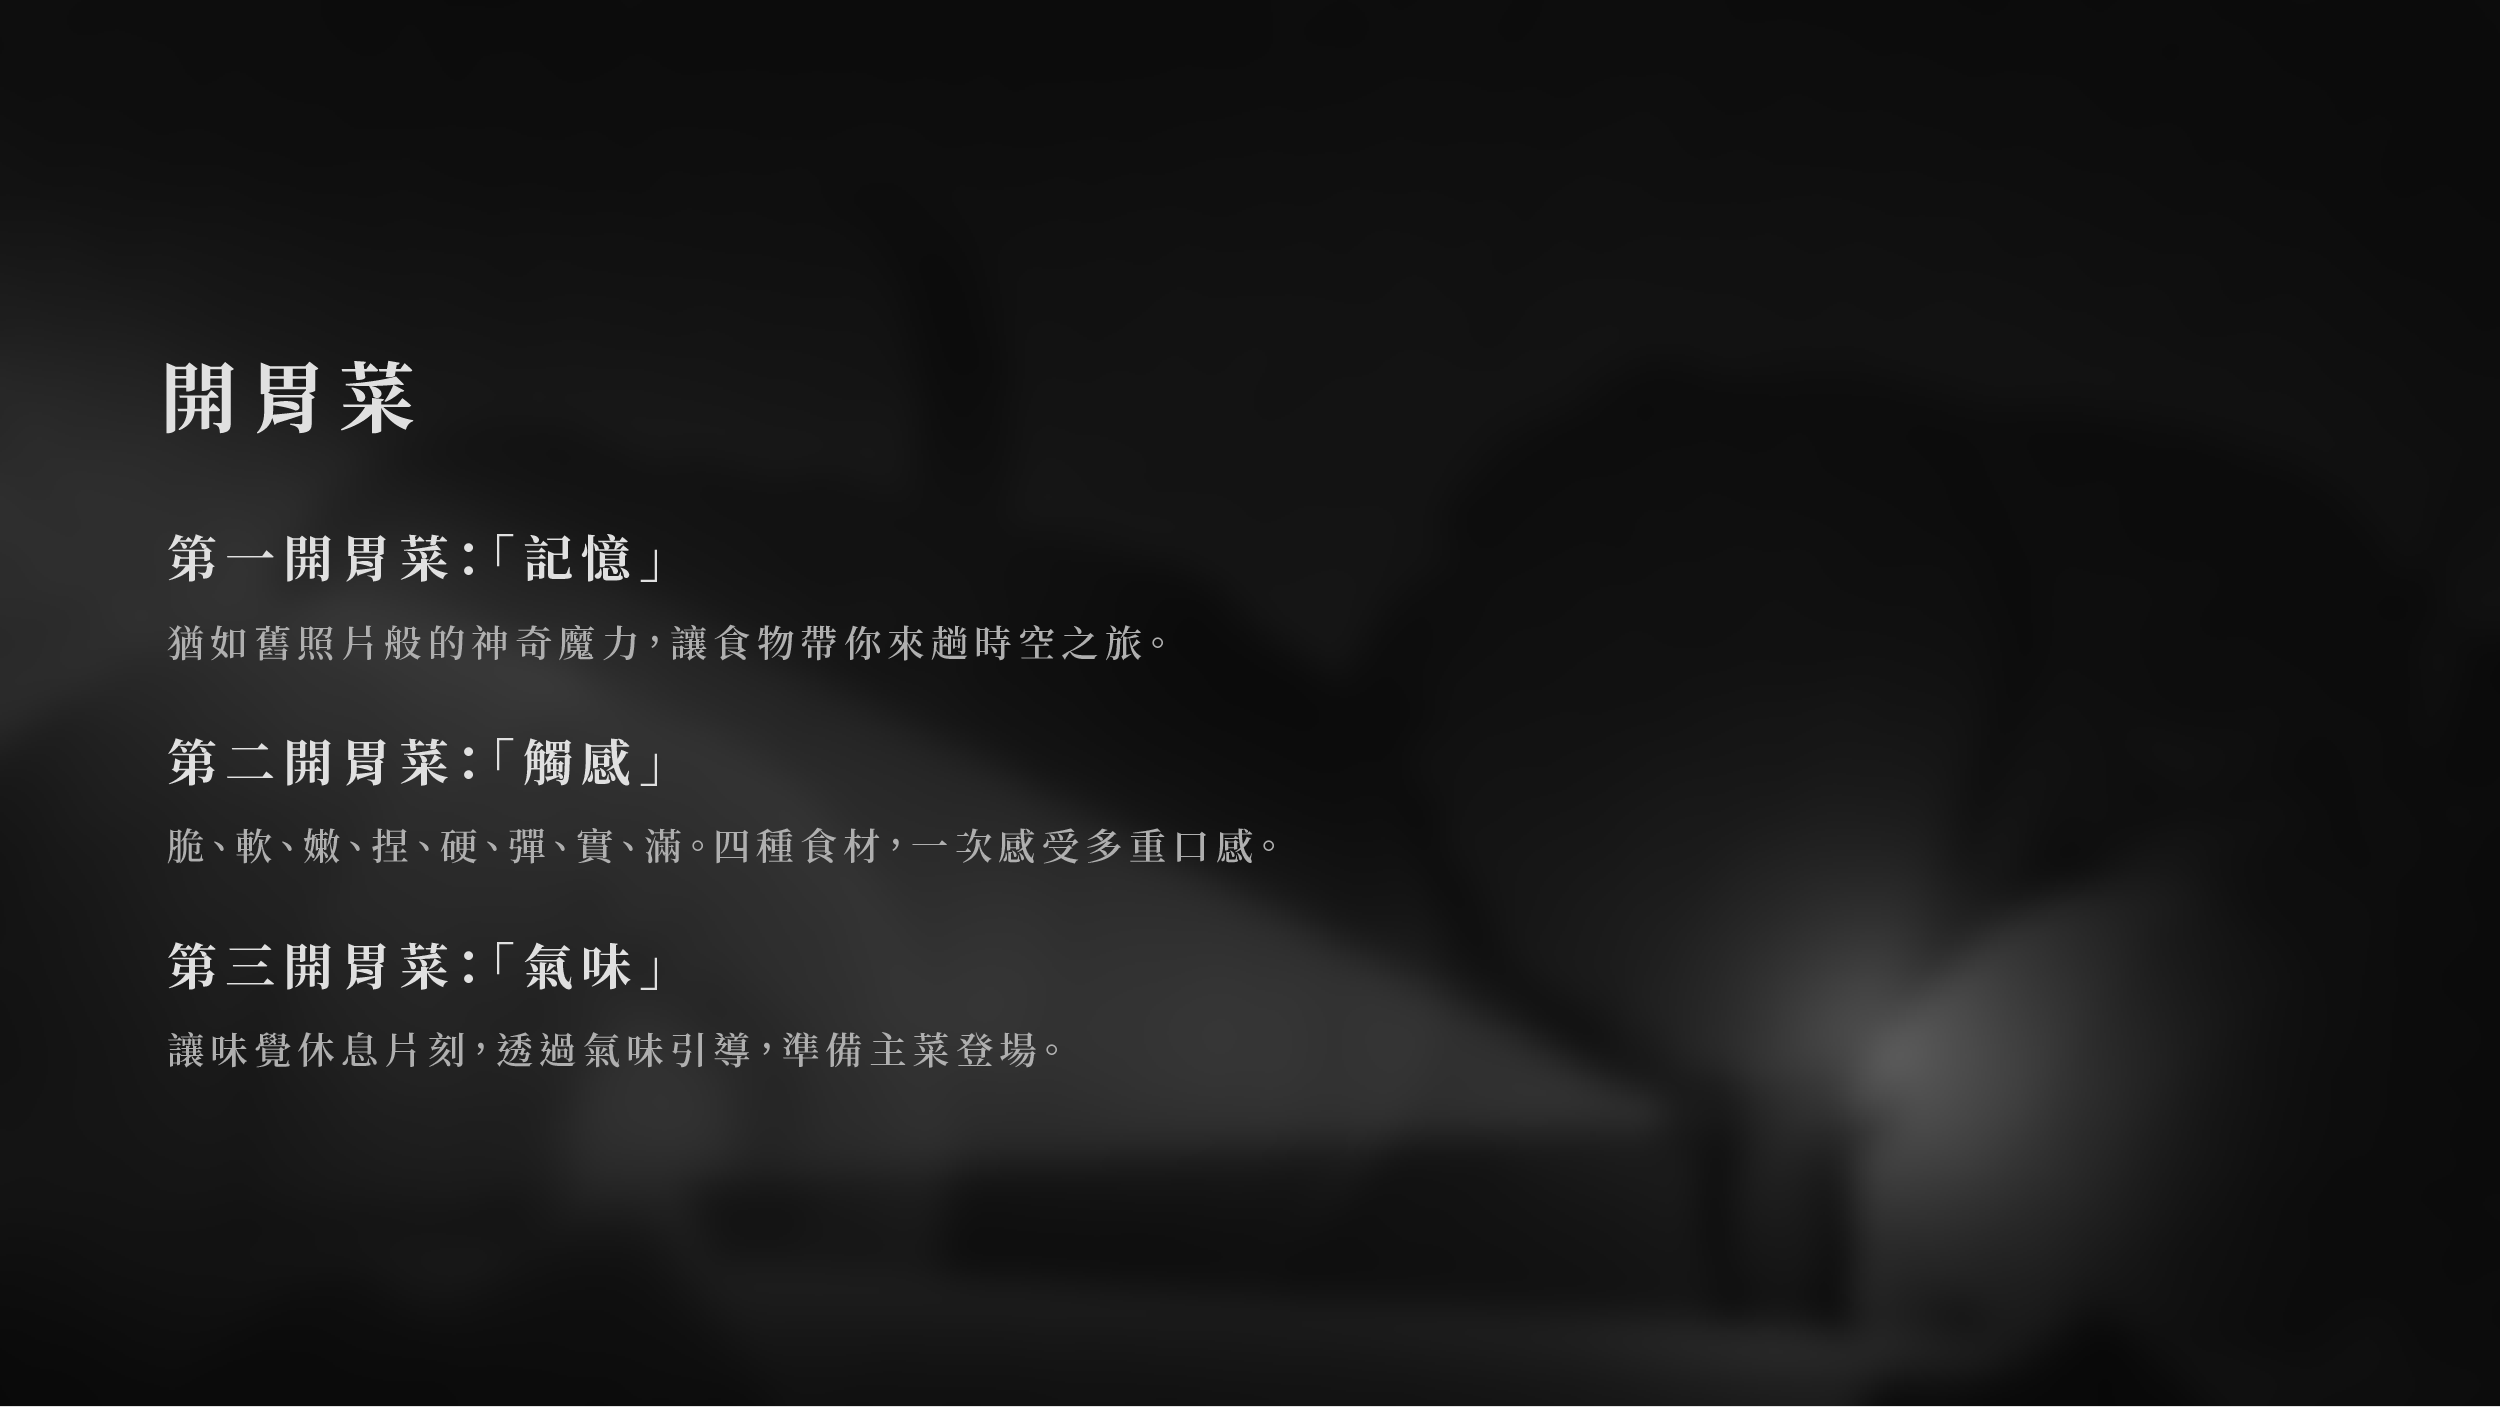 開胃菜
第一開胃菜：「記憶」
猶如舊照片般的神奇魔力，讓食物帶你來趟時空之旅。
第二開胃菜：「觸感」
脆、軟、嫩、捏、硬、彈、實、滿。四種食材，一次感受多重口感。
第三開胃菜：「氣味」
讓味覺休息片刻，透過氣味引導，準備主菜登場。